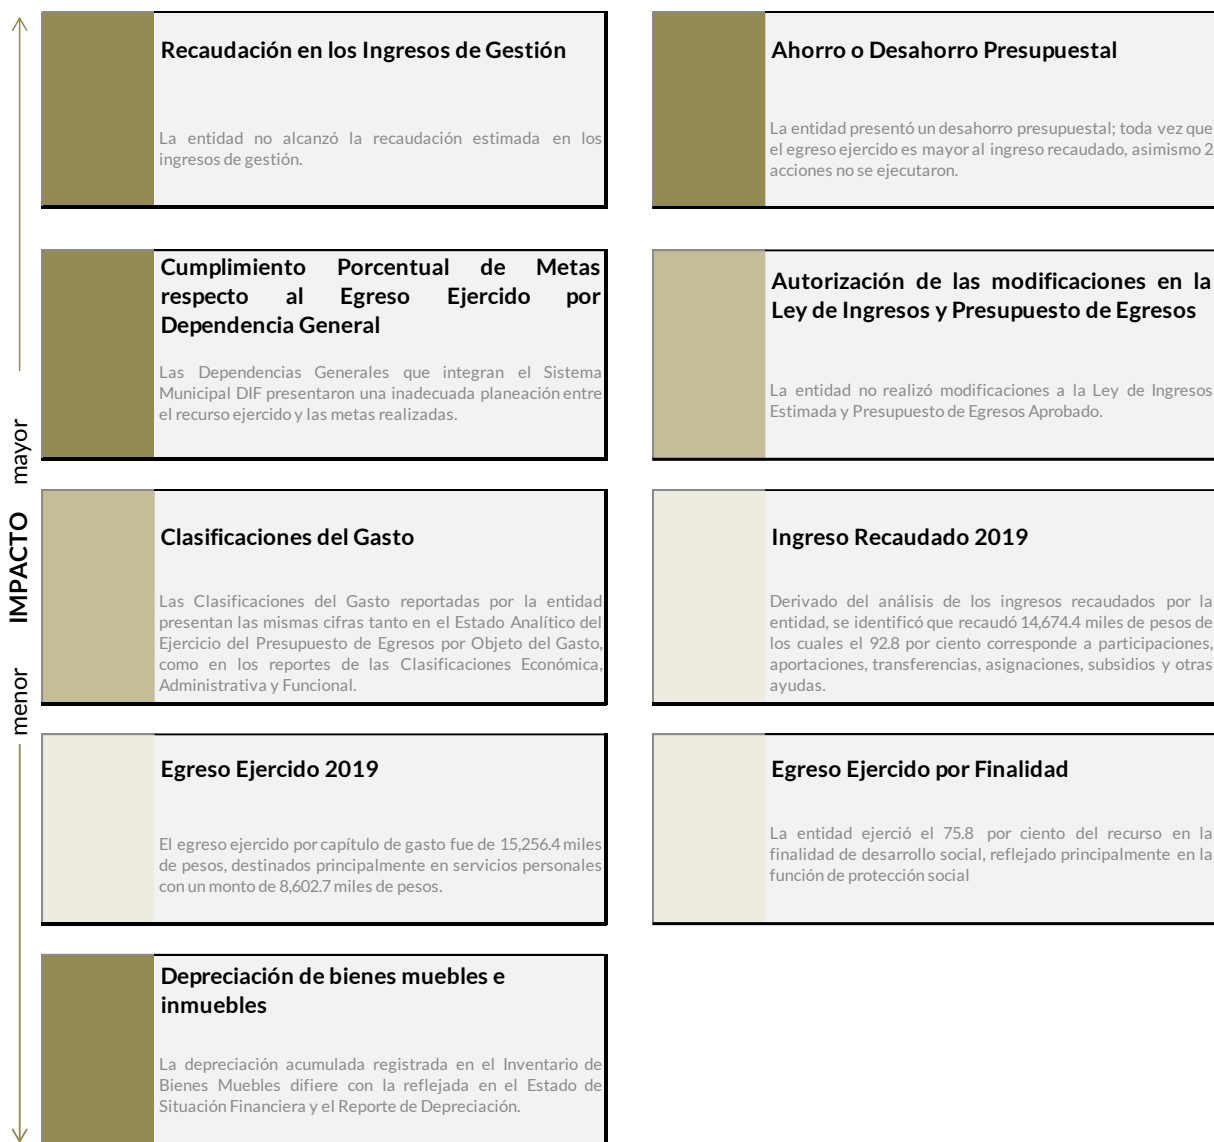 Recaudación en los Ingresos de Gestión
La entidad no alcanzó la recaudación estimada en los
ingresos de gestión.
Ahorro o Desahorro Presupuestal
La entidad presentó un desahorro presupuestal; toda vez que
el egreso ejercido es mayor al ingreso recaudado, asimismo 2
acciones no se ejecutaron.
Cumplimiento Porcentual de Metas
respecto al Egreso Ejercido por
Dependencia General
Las Dependencias Generales que integran el Sistema
Municipal DIF presentaron una inadecuada planeación entre
el recurso ejercido y las metas realizadas.
Autorización de las modificaciones en la
Ley de Ingresos y Presupuesto de Egresos
La entidad no realizó modificaciones a la Ley de Ingresos
Estimada y Presupuesto de Egresos Aprobado.
menor IMPACTO mayor
Clasificaciones del Gasto
Las Clasificaciones del Gasto reportadas por la entidad
presentan las mismas cifras tanto en el Estado Analítico del
Ejercicio del Presupuesto de Egresos por Objeto del Gasto,
como en los reportes de las Clasificaciones Económica,
Administrativa y Funcional.
Ingreso Recaudado 2019
Derivado del análisis de los ingresos recaudados por la
entidad, se identificó que recaudó 14,674.4 miles de pesos de
los cuales el 92.8 por ciento corresponde a participaciones,
aportaciones, transferencias, asignaciones, subsidios y otras
ayudas.
Egreso Ejercido 2019
El egreso ejercido por capítulo de gasto fue de 15,256.4 miles
de pesos, destinados principalmente en servicios personales
con un monto de 8,602.7 miles de pesos.
Egreso Ejercido por Finalidad
La entidad ejerció el 75.8 por ciento del recurso en la
finalidad de desarrollo social, reflejado principalmente en la
función de protección social
Depreciación de bienes muebles e
inmuebles
La depreciación acumulada registrada en el Inventario de
Bienes Muebles difiere con la reflejada en el Estado de
Situación Financiera y el Reporte de Depreciación.